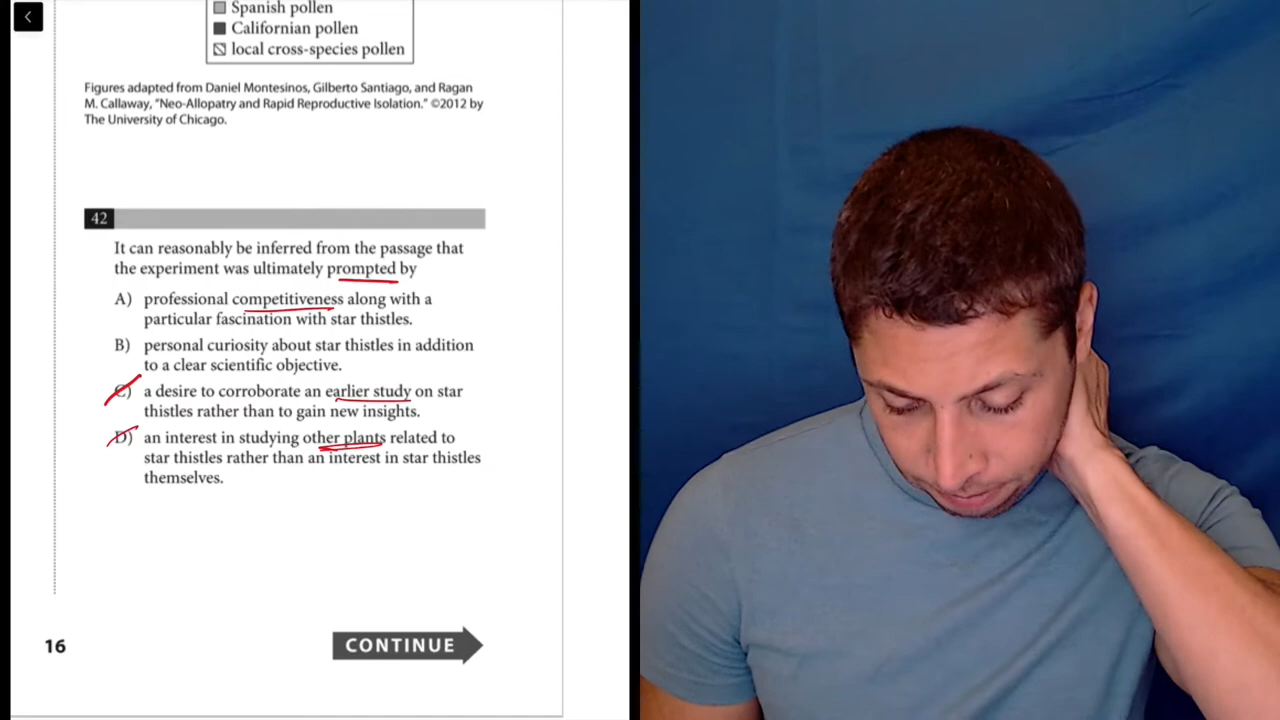 Spanish pollen
Californian pollen
local cross-species pollen
Figures adapted from Daniel Montesinos, Gilberto Santiago, and Ragan
M. Callaway, "Neo-Allopatry and Rapid Reproductive Isolation." ©2012 by
The University of Chicago.
42
It can reasonably be inferred from the passage that
the experiment was ultimately prompted by
A) professional competitiveness along with a
particular fascination with star thistles.
B) personal curiosity about star thistles in addition
to a clear scientific objective.
C) a desire to corroborate an earlier study on star
thistles rather than to gain new insights.
D) an interest in studying other plants related to
star thistles rather than an interest in star thistles
themselves.
16
CONTINUE